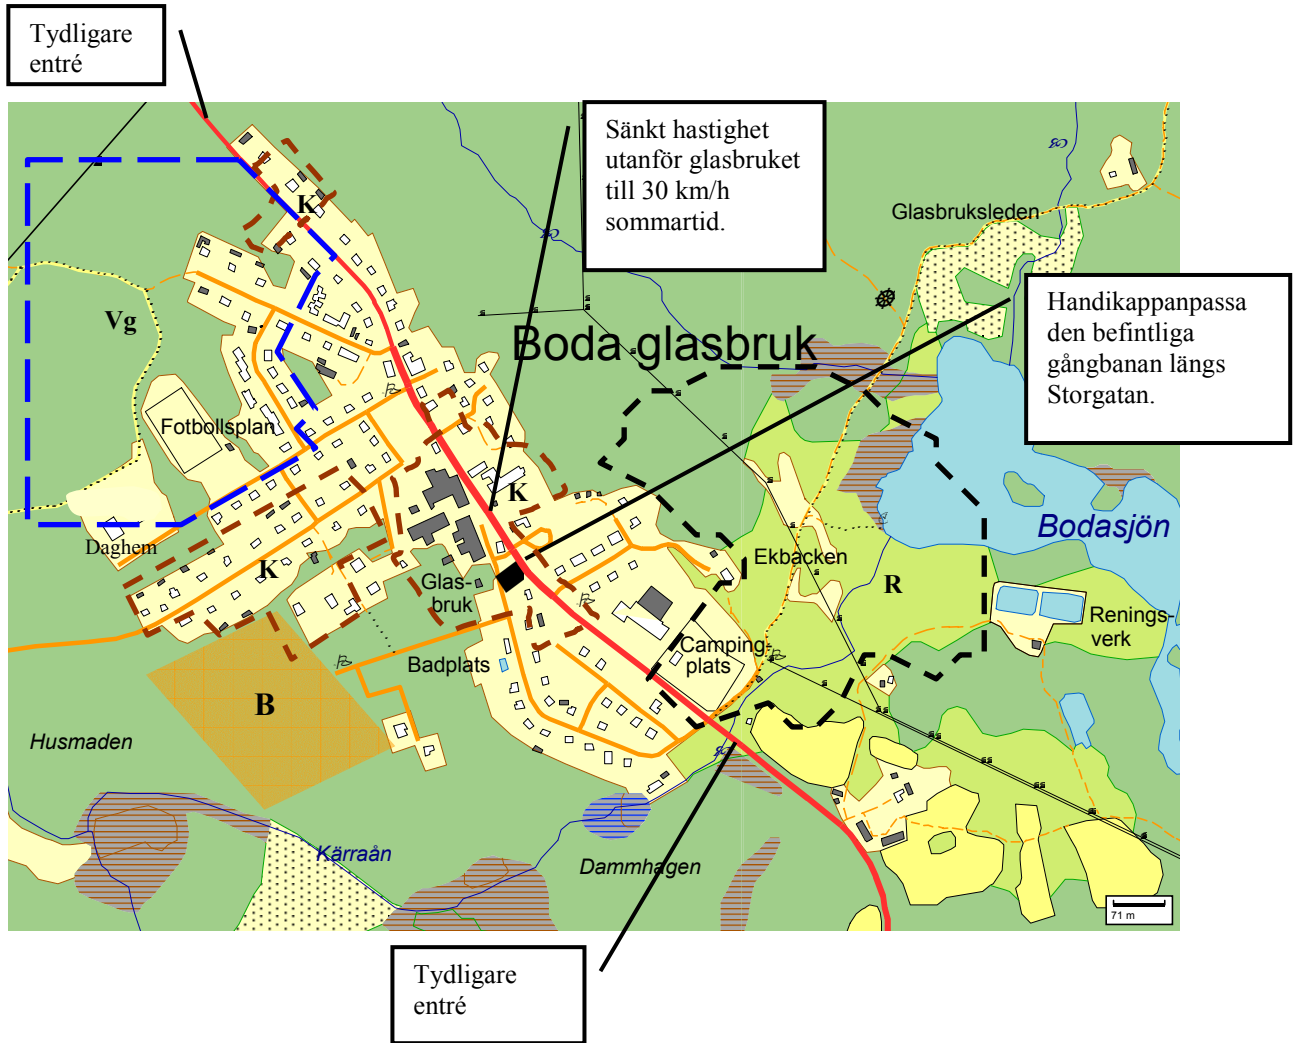 Tydligare
entré
Sänkt hastighet
utanför glasbruket
till 30 km/h
sommartid.
2
K
Glasbruksleden
Handikappanpassa
den befintliga
gångbanan längs
Storgatan.
Vg
Boda glasbruk
Fotbollsplan
K
Bodasjön
Daghem
K
Glas-
bruk
Ekbacken
R
Renings-
verk
Badplats
Camping-
plats
B
Husmaden
Kärraån
Dammhagen
71 m
Tydligare
entré